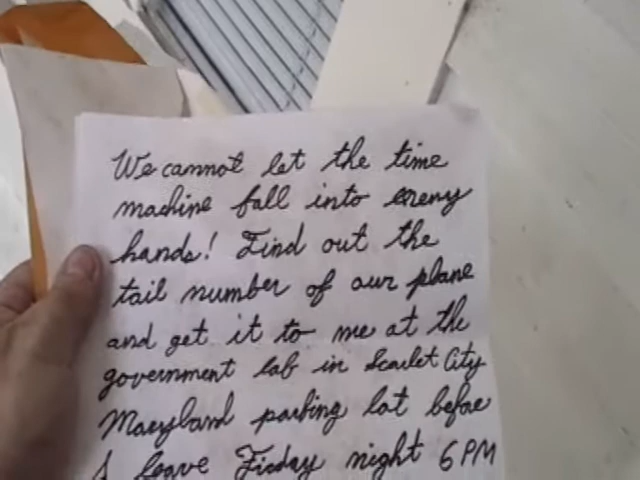 We cannot let the time
machine fall into enemy
hands! Find out the
tail number of our plane
and get it to me at the
government lab in Scarlet City
Maryland parking lot before
I leave Friday night 6PM